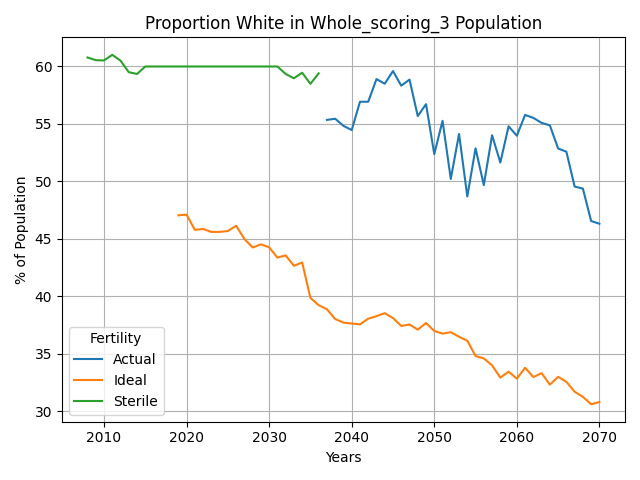 Proportion White in Whole_scoring_3 Population
% of Population
60
55
50
45
40
35
30
Fertility
Actual
Ideal
Sterile
2010 2020 2030 2040 2050 2060 2070
Years